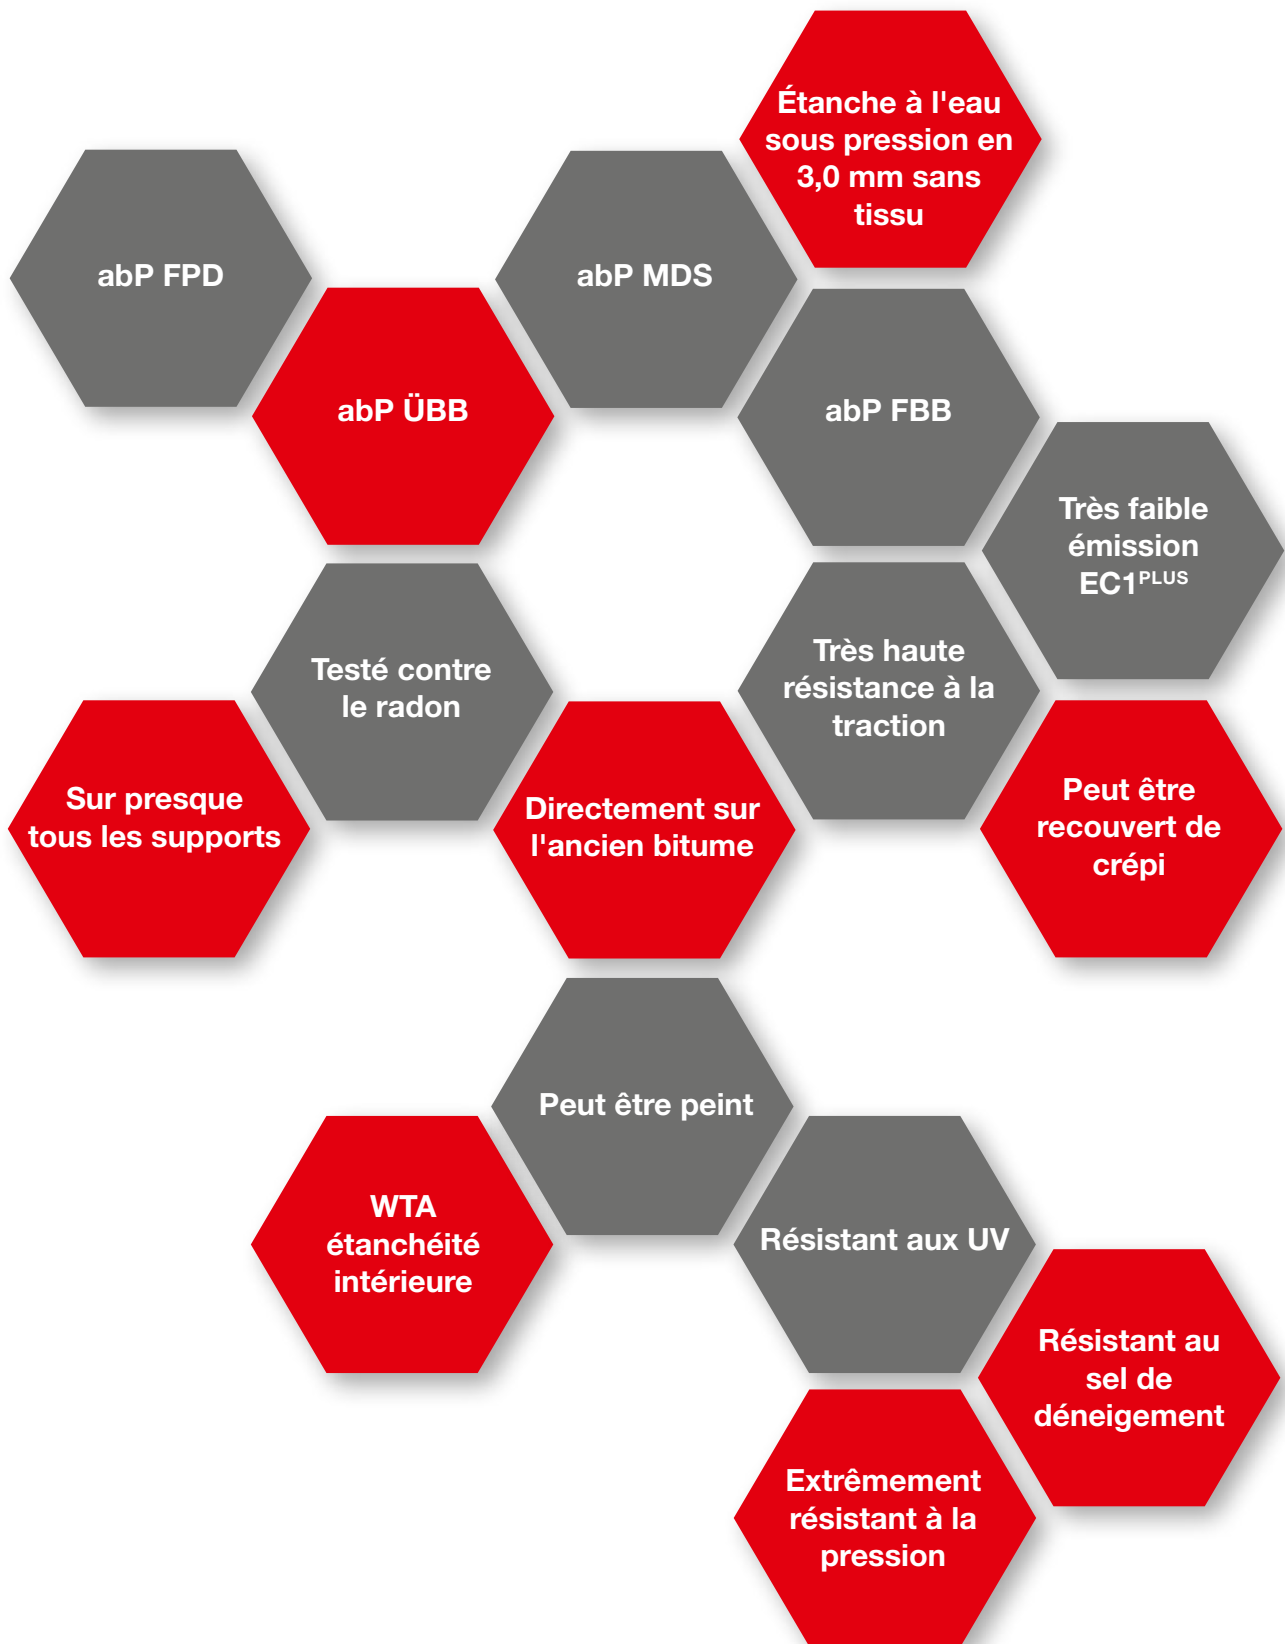 Étanche à l'eau
sous pression en
3,0 mm sans
tissu
abP FPD
abP MDS
abP ÜBB
abP FBB
Très faible
émission
EC1PLUS
Testé contre
le radon
Très haute
résistance à la
traction
Sur presque
tous les supports
Directement sur
l'ancien bitume
Peut être
recouvert de
crépi
Peut être peint
WTA
étanchéité
intérieure
Résistant aux UV
Résistant au
sel de
déneigement
Extrêmement
résistant à la
pression